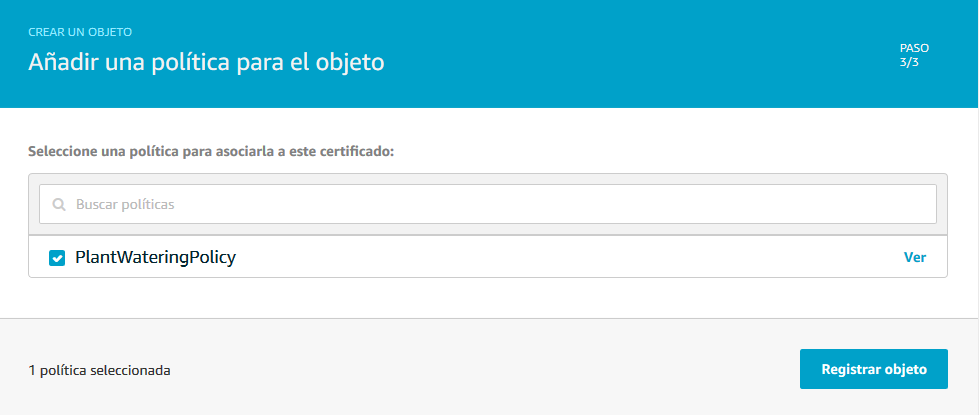 CREAR UN OBJETO
Añadir una política para el objeto
PASO
3/3
Seleccione una política para asociarla a este certificado:
Buscar políticas
PlantWateringPolicy
Ver
1 política seleccionada
Registrar objeto